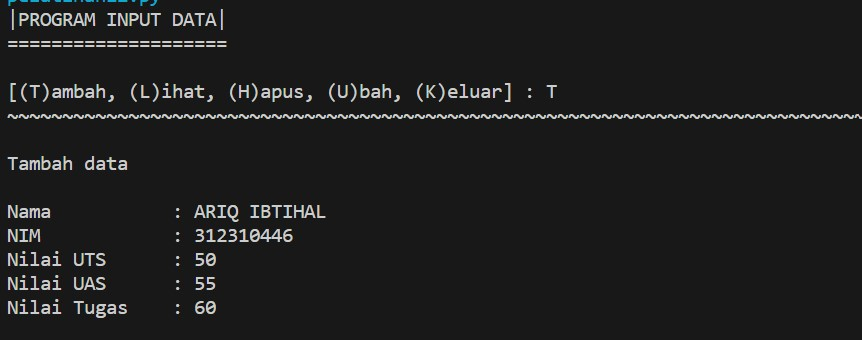 |PROGRAM INPUT DATA|
====================
[(T)ambah, (L)ihat, (H)apus, (U)bah, (K)eluar] : T
~~~~~~~~~~~~~~~~~~~~~~~~~~~~~~~~~~~~~~~~~~~~~~~~~~~~~~~~~~~~~~~~~~~~~~~~~~~~~~
Tambah data
Nama : ARIQ IBTIHAL
NIM : 312310446
Nilai UTS : 50
Nilai UAS : 55
Nilai Tugas : 60